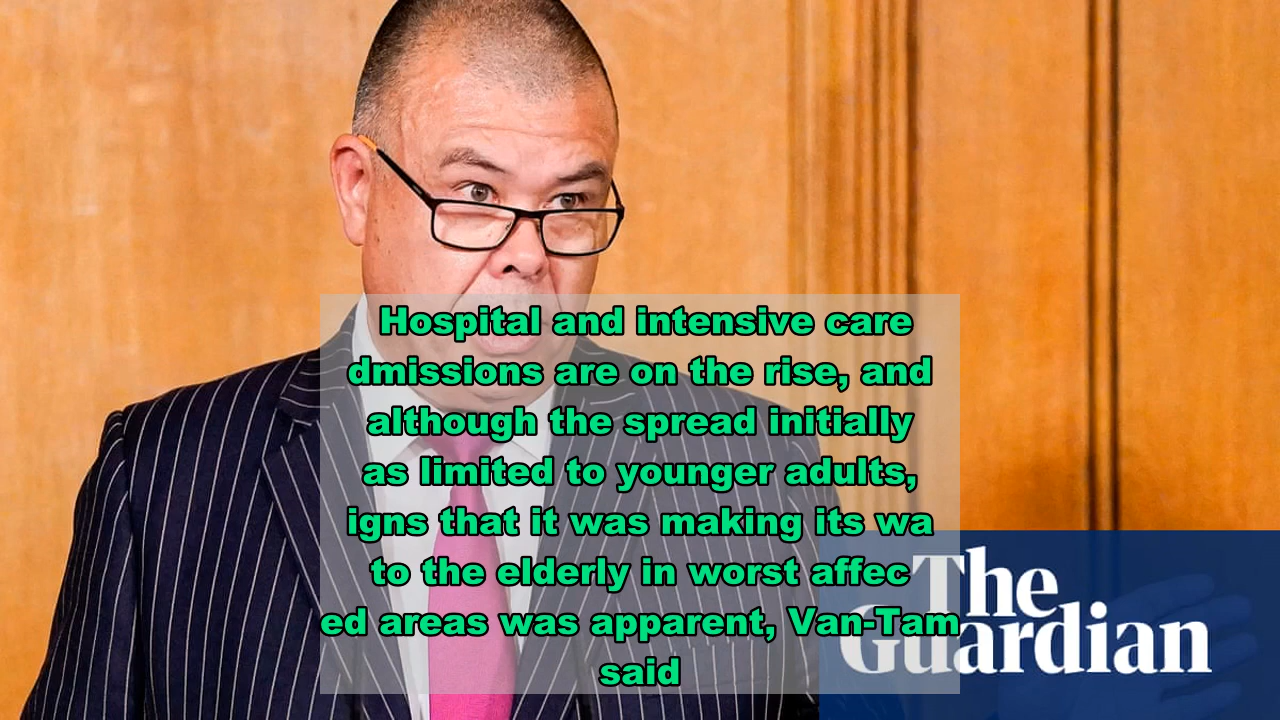 Hospital and intensive care
dmissions are on the rise, and
although the spread initially
as limited to younger adults,
igns that it was making its wa
to the elderly in worst affec
ed areas was apparent, Van-Tam
said
The
Guardian